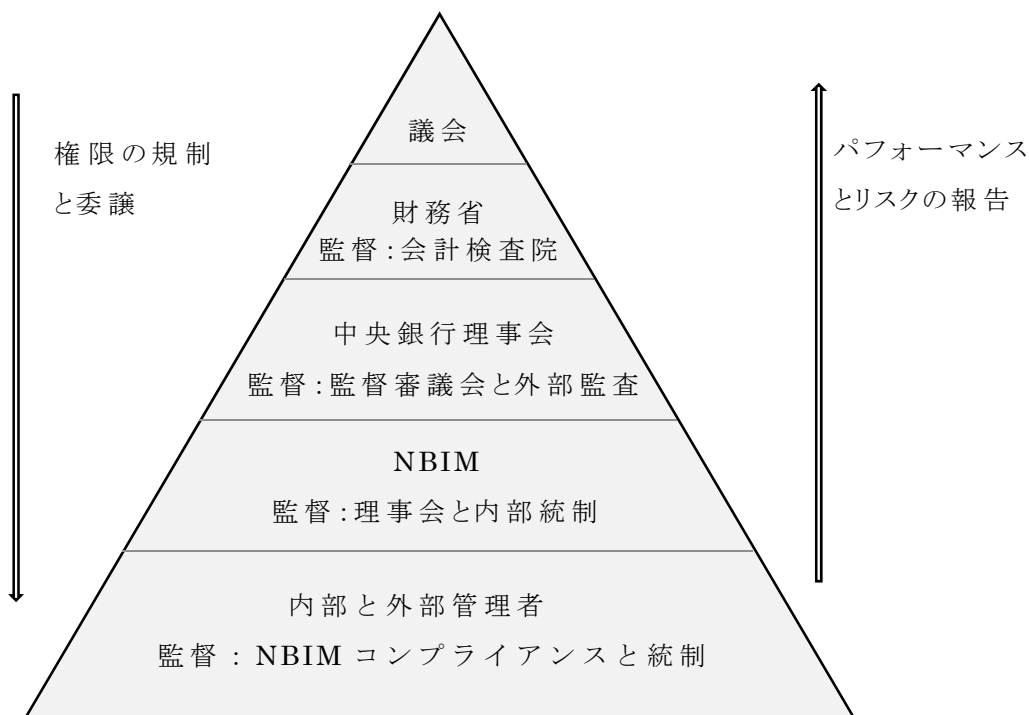 権限の規制
と委譲
議会
財務省
監督:会計検査院
中央銀行理事会
監督:監督審議会と外部監査
NBIM
監督:理事会と内部統制
内部と外部管理者
監督:NBIMコンプライアンスと統制
パフォーマンス
とリスクの報告